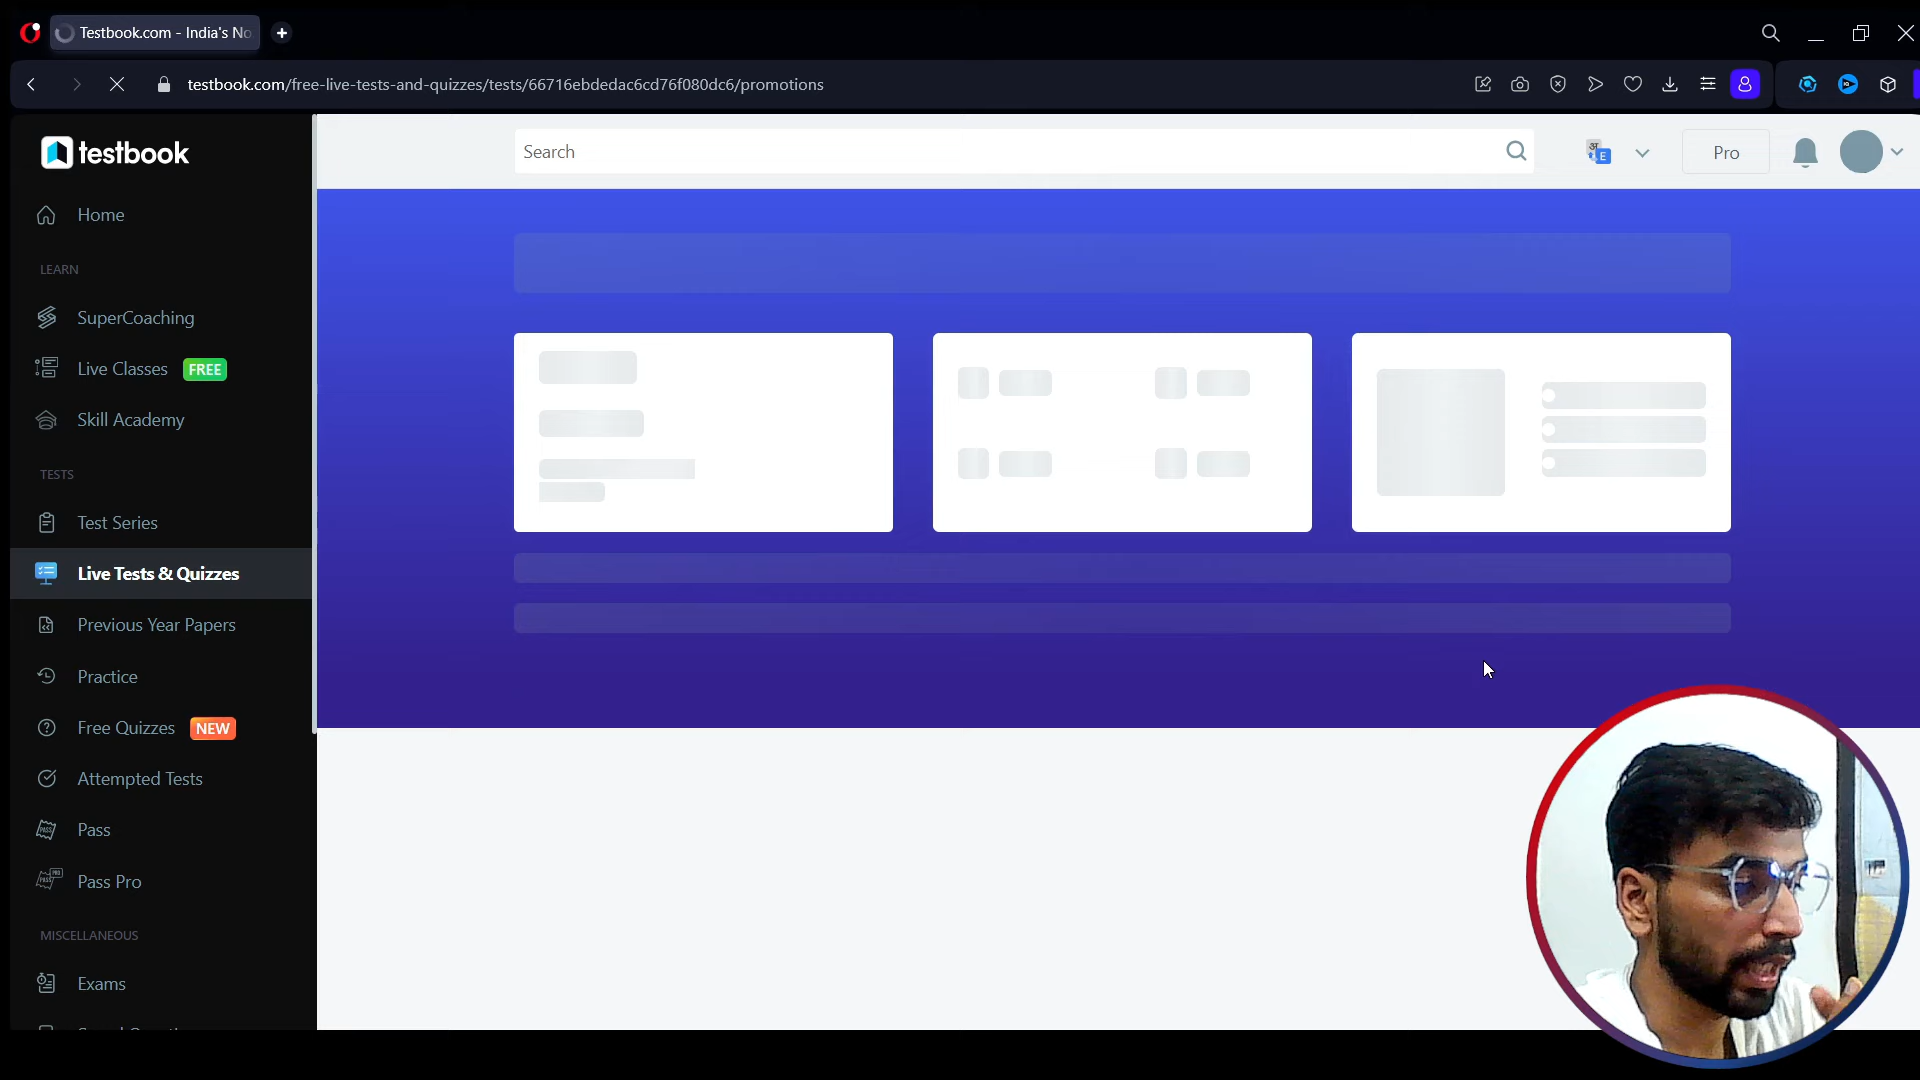 Testbook.com - India's No
testbook.com/free-live-tests-and-quizzes/tests/66716ebdedac6cd76f080dc6/promotions
testbook
Search
Pro
Home
LEARN
SuperCoaching
Live Classes FREE
Skill Academy
TESTS
Test Series
Live Tests & Quizzes
Previous Year Papers
Practice
Free Quizzes NEW
Attempted Tests
Pass
Pass Pro
MISCELLANEOUS
Exams